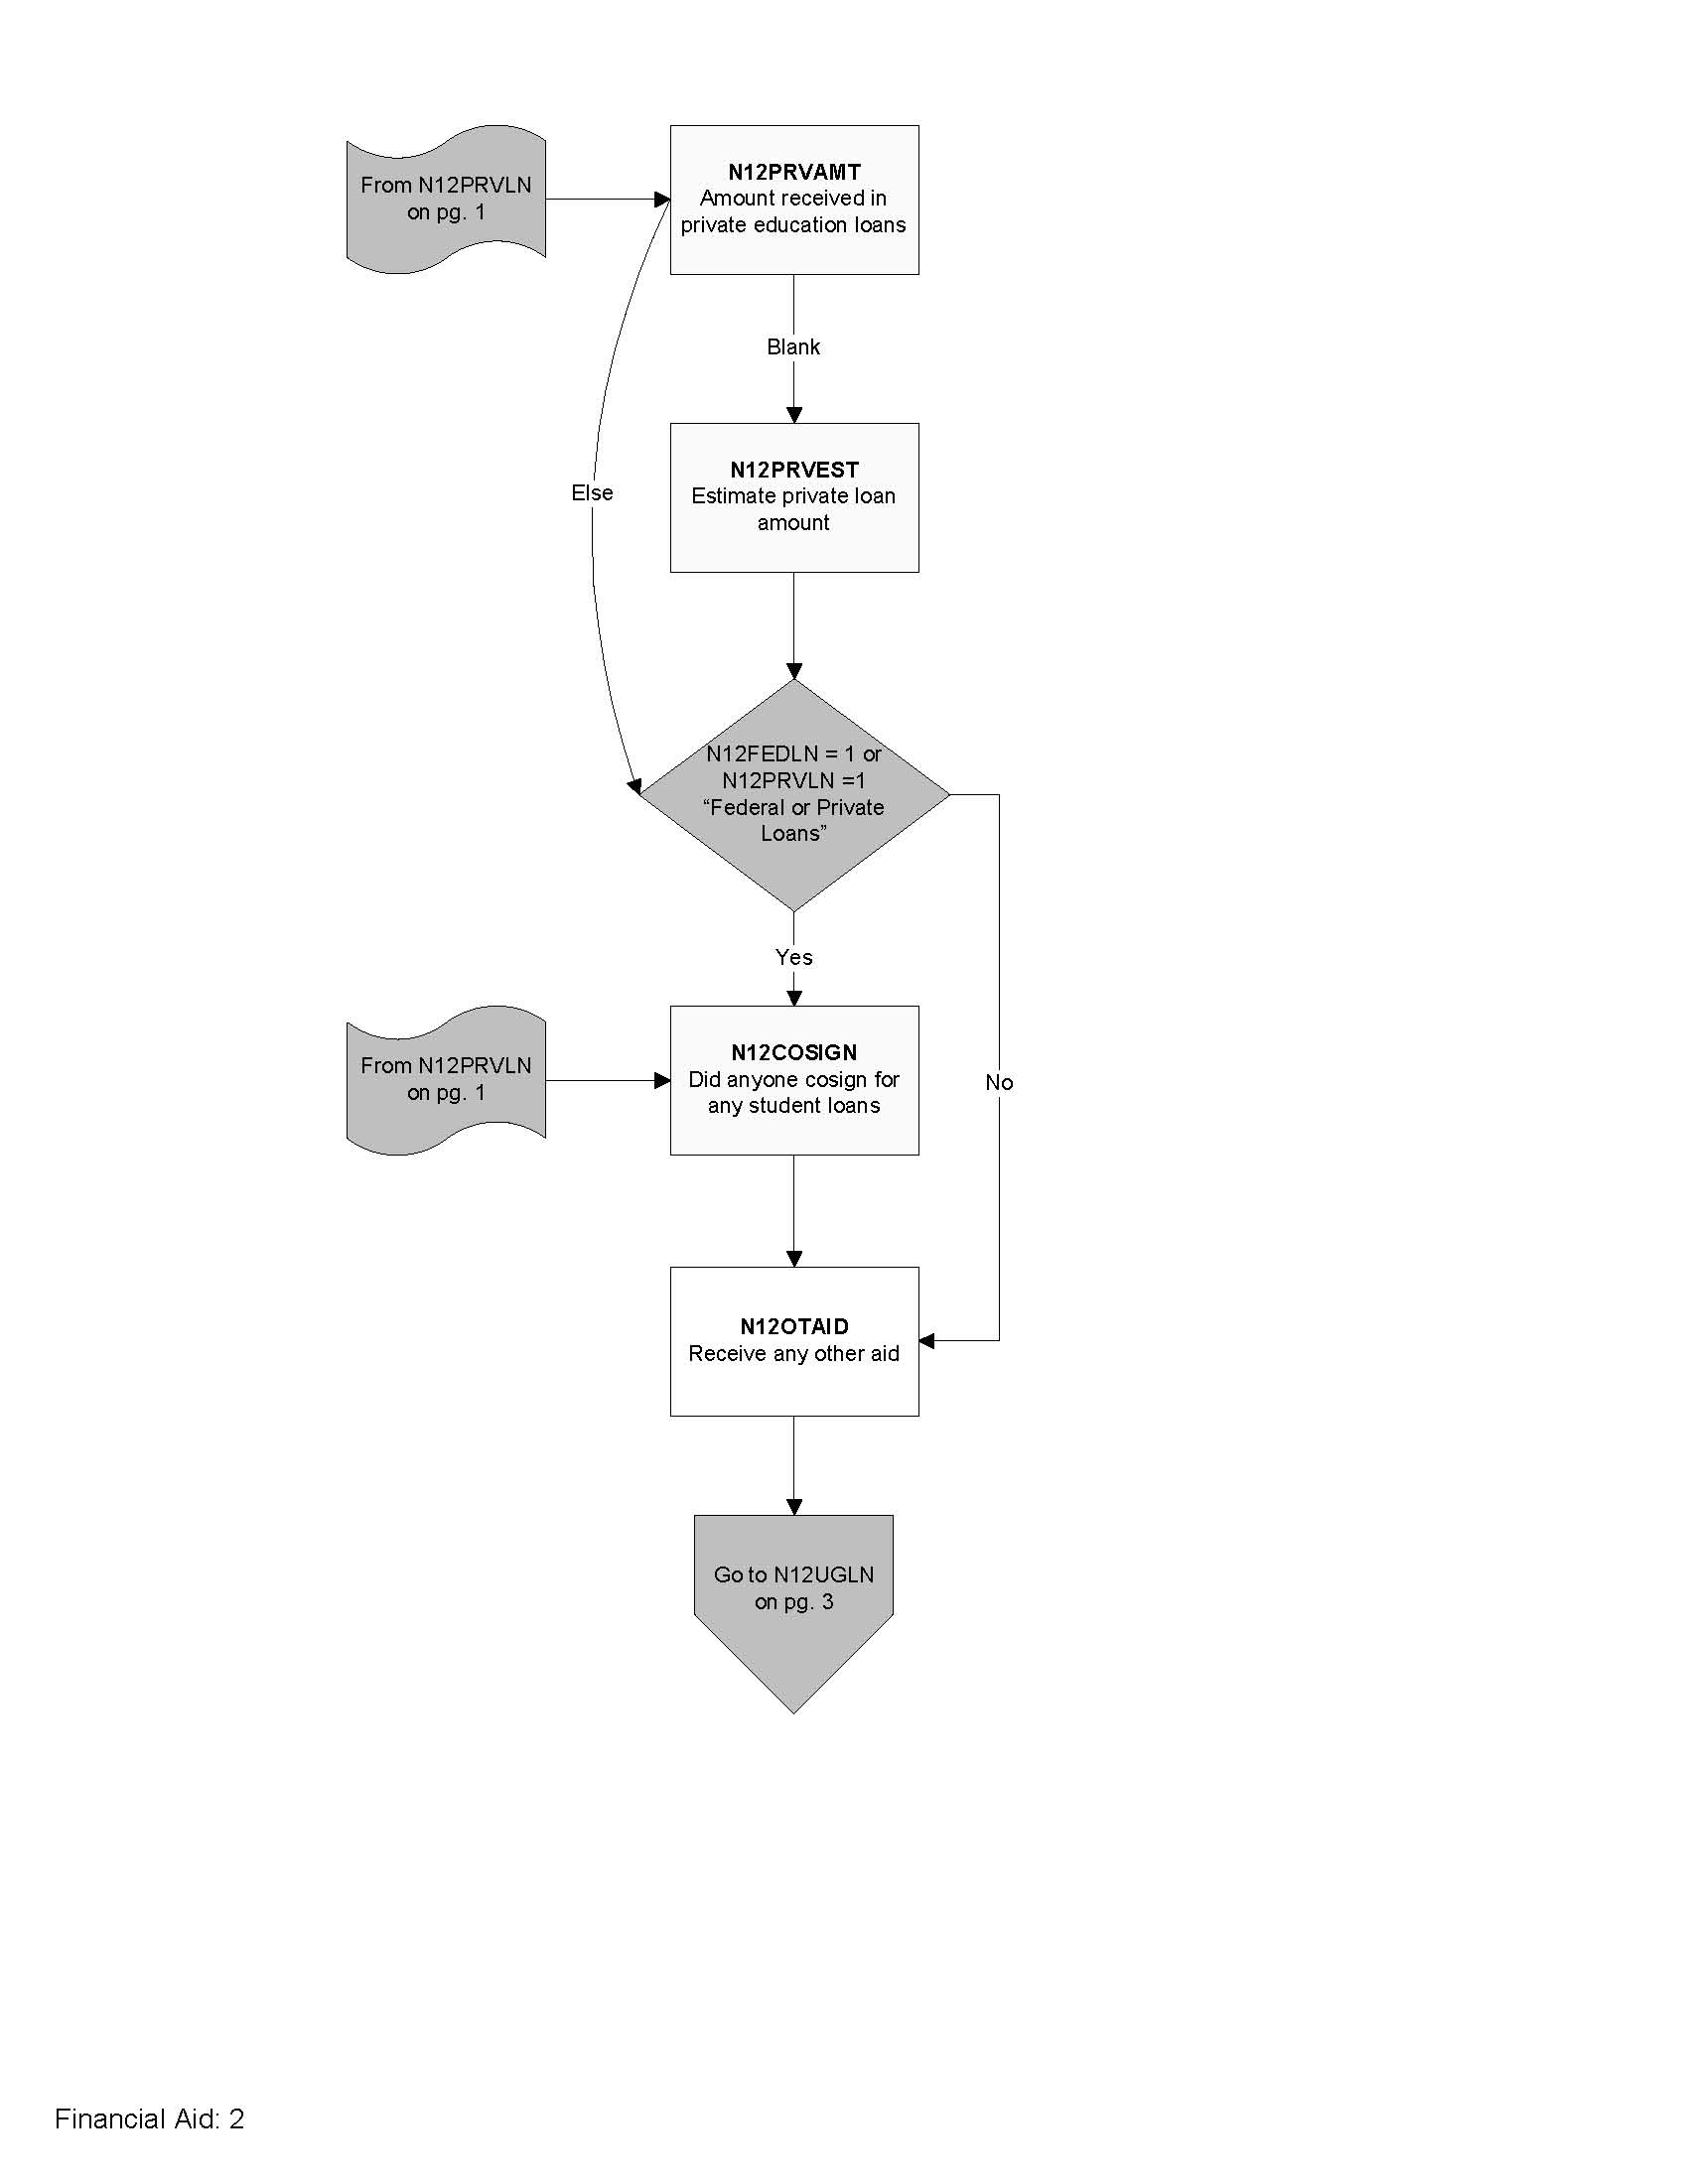 From N12PRVLN
on pg. 1
N12PRVAMT
Amount received in
private education loans
Blank
N12PRVEST
Estimate private loan
amount
Else
N12FEDLN = 1 or
N12PRVLN =1
“Federal or Private
Loans”
Yes
From N12PRVLN
on pg. 1
N12COSIGN
Did anyone cosign for
any student loans
No
N12OTAID
Receive any other aid
Go to N12UGLN
on pg. 3
Financial Aid: 2